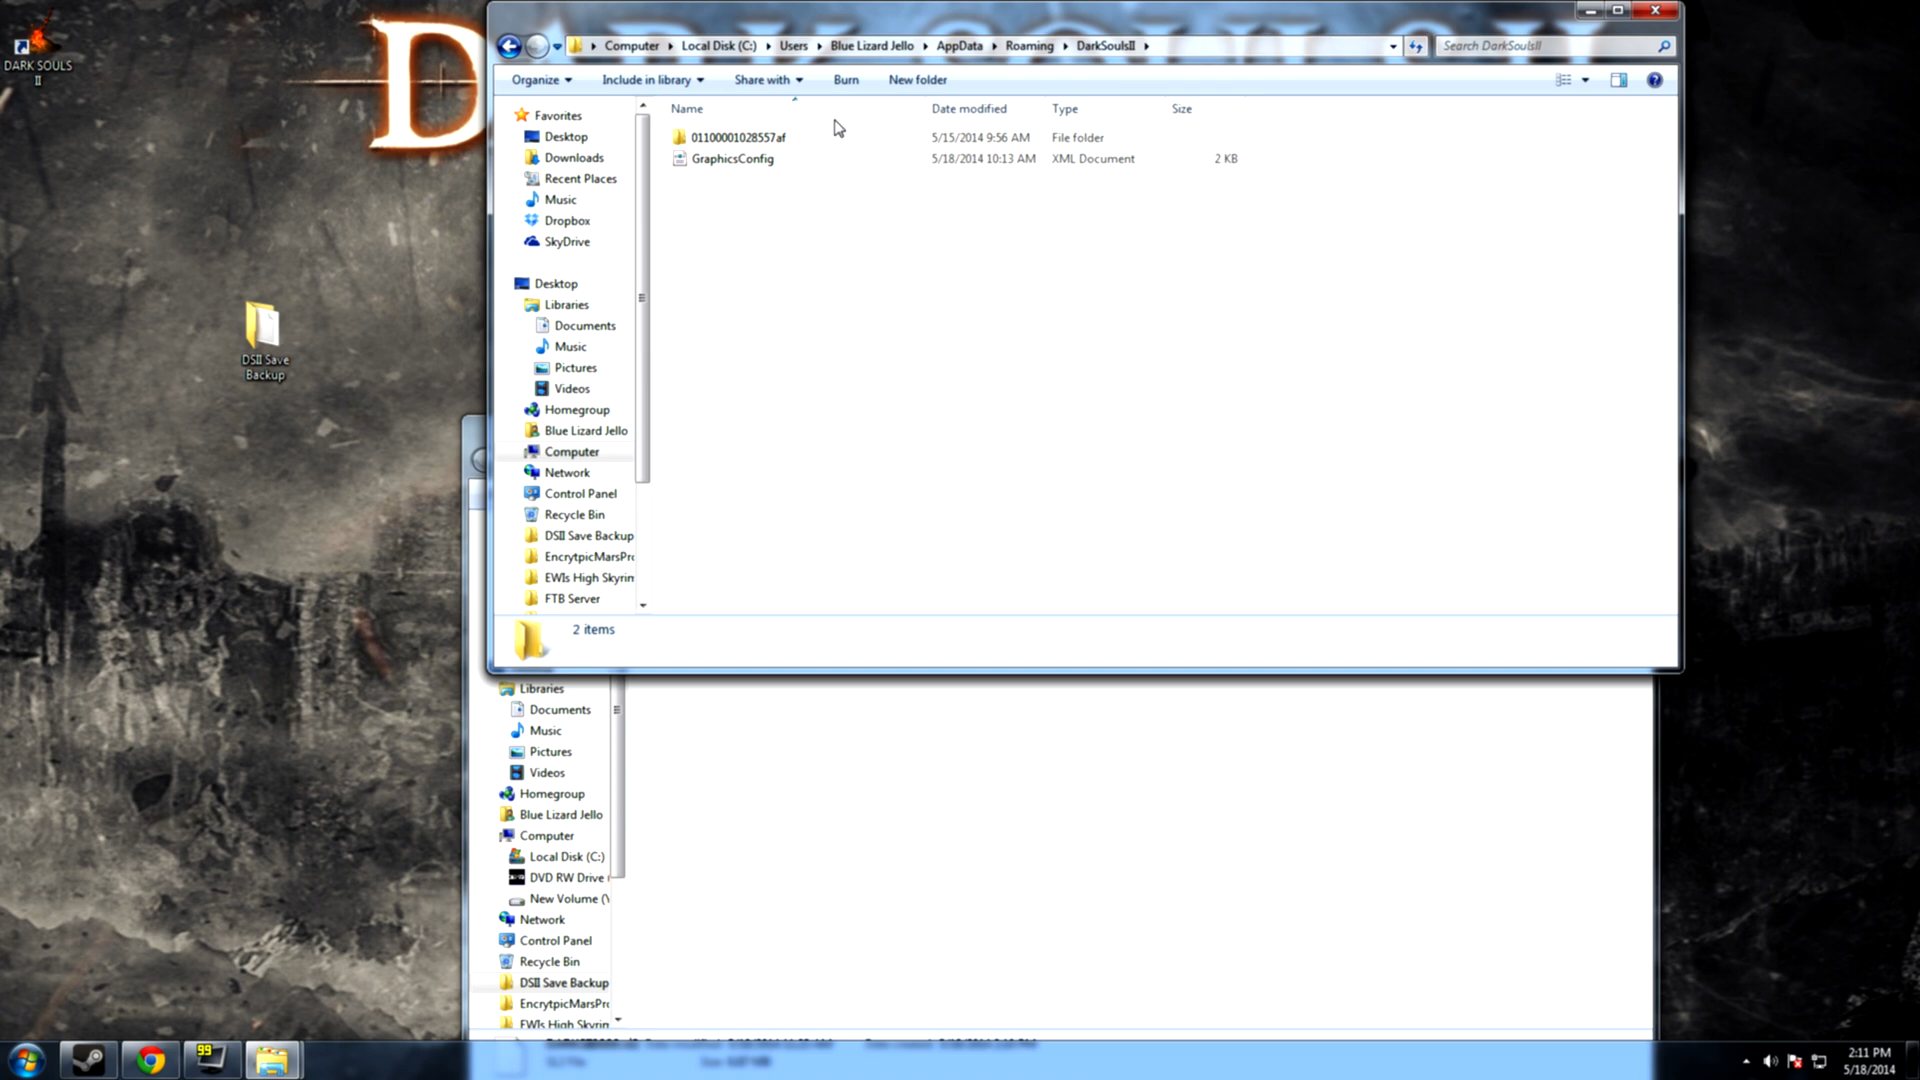 DARK SOULS
II
DSII Save
Backup
Computer
Local Disk (C:)
Users
Blue Lizard Jello
AppData
Roaming
DarkSoulsII
Search DarkSoulsII
Organize
Include in library
Share with
Burn
New folder
Name
Date modified
Type
Size
01100001028557af
5/15/2014 9:56 AM
File folder
GraphicsConfig
5/18/2014 10:13 AM
XML Document
2 KB
Favorites
Desktop
Downloads
Recent Places
Music
Dropbox
SkyDrive
Desktop
Libraries
Documents
Music
Pictures
Videos
Homegroup
Blue Lizard Jello
Computer
Network
Control Panel
Recycle Bin
DSII Save Backup
EncrytpicMarsPr
EWIs High Skyrim
FTB Server
2 items
Libraries
Documents
Music
Pictures
Videos
Homegroup
Blue Lizard Jello
Computer
Local Disk (C:)
DVD RW Drive
New Volume
Network
Control Panel
Recycle Bin
DSII Save Backup
EncrytpicMarsPr
EWIs High Skyrim
99
2:11 PM
5/18/2014